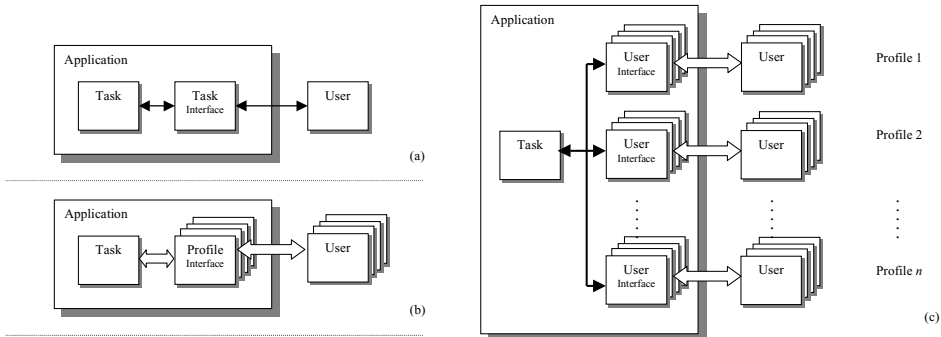 Application
Task
Task
Interface
User
(a)
Application
Task
Profile
Interface
User
(b)
Application
Task
User
Interface
User
Profile 1
User
Interface
User
Profile 2
User
Interface
User
Profile n
(c)